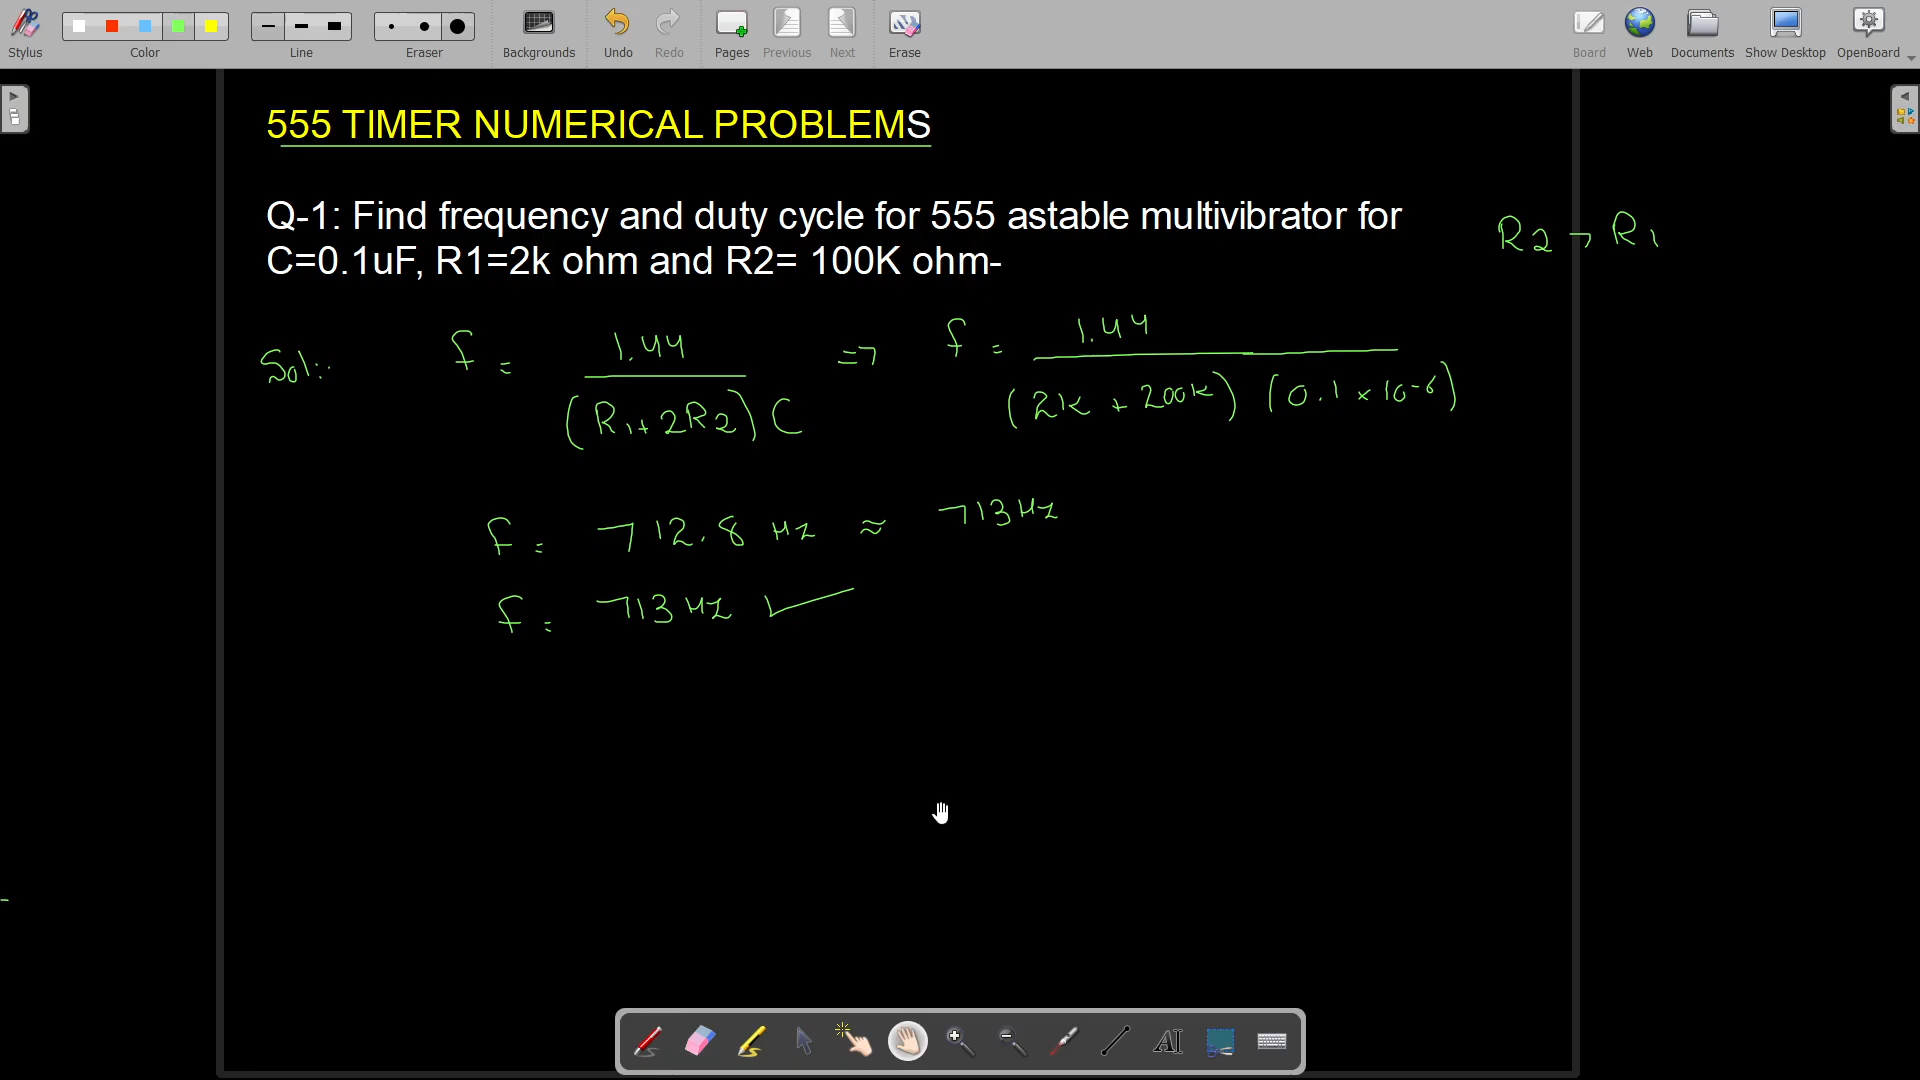 Stylus Color Line Eraser Backgrounds Undo Redo Pages Previous Next Erase Board Web Documents Show Desktop OpenBoard
555 TIMER NUMERICAL PROBLEMS
Q-1: Find frequency and duty cycle for 555 astable multivibrator for
C=0.1uF, R1=2k ohm and R2= 100K ohm-
R2 > R1
Sol:- f = 1.44 / (R1+2R2) C => f = 1.44 / (2k + 200k) (0.1 x 10-6)
f = 712.8 Hz ≈ 713 Hz
f = 713 Hz ✓